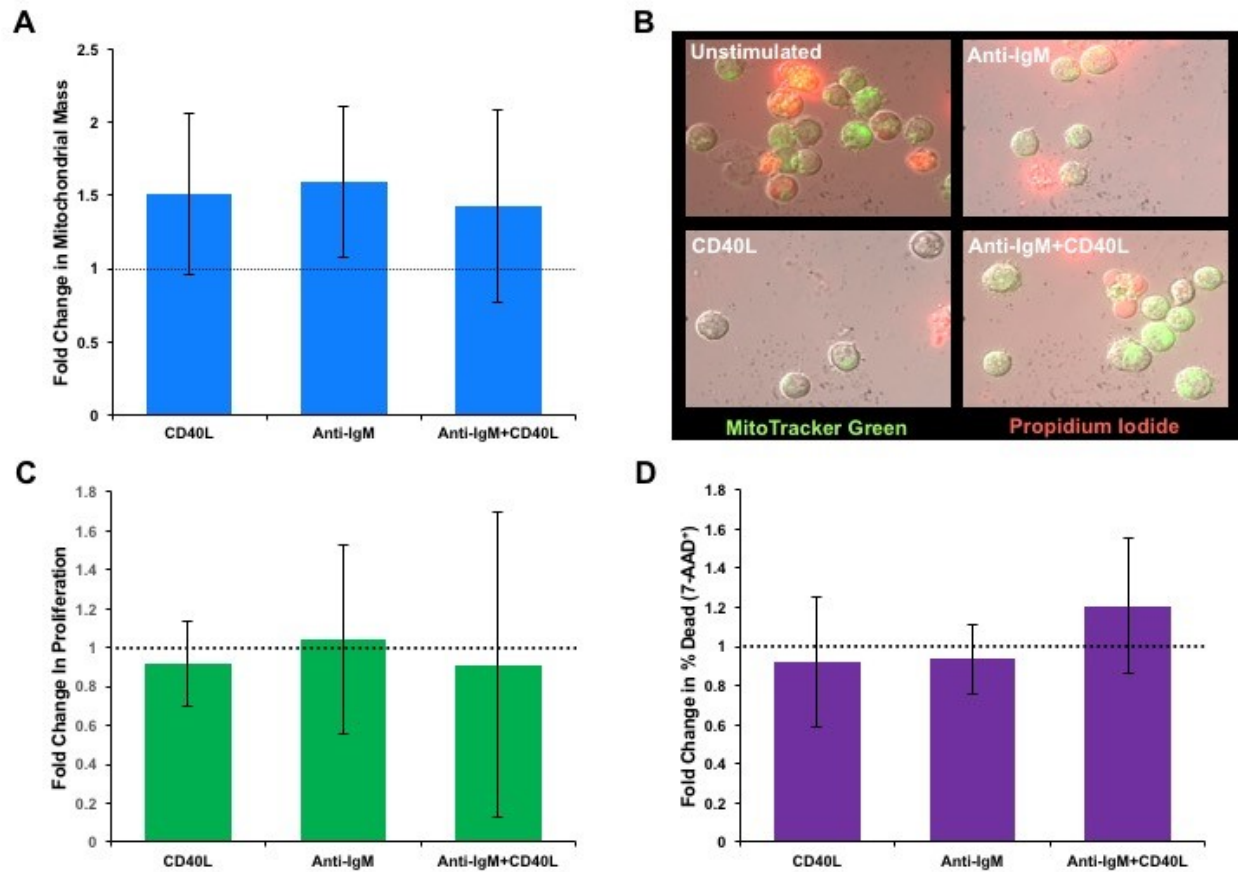 A
Fold Change in Mitochondrial Mass
2.5
2
1.5
1
0.5
0
CD40L
Anti-IgM
Anti-IgM+CD40L
B
Unstimulated
Anti-IgM
CD40L
Anti-IgM+CD40L
MitoTracker Green
Propidium Iodide
C
Fold Change In Proliferation
1.8
1.6
1.4
1.2
1
0.8
0.6
0.4
0.2
0
CD40L
Anti-IgM
Anti-IgM+CD40L
D
Fold Change in % Dead (7-AAD⁺)
1.8
1.6
1.4
1.2
1
0.8
0.6
0.4
0.2
0
CD40L
Anti-IgM
Anti-IgM+CD40L